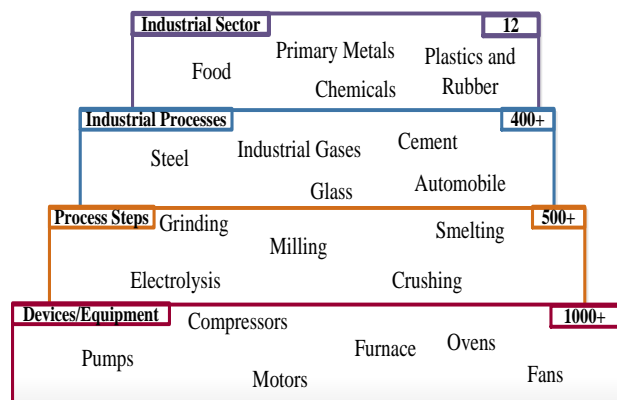 Industrial Sector
12
Primary Metals
Plastics and
Rubber
Food
Chemicals
Industrial Processes
400+
Cement
Industrial Gases
Steel
Automobile
Glass
Process Steps
500+
Grinding
Smelting
Milling
Electrolysis
Crushing
Devices/Equipment
1000+
Compressors
Ovens
Furnace
Pumps
Fans
Motors